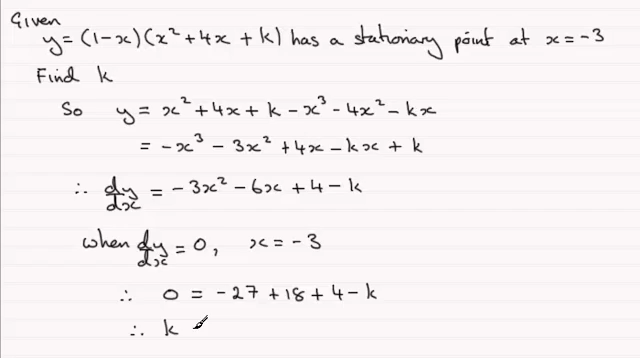 Given
y = (1-x)(x² + 4x + k) has a stationary point at x = -3
Find k
So y = x² + 4x + k - x³ - 4x² - kx
= -x³ - 3x² + 4x - kx + k
∴ dy/dx = -3x² - 6x + 4 - k
when dy/dx = 0, x = -3
∴ 0 = -27 + 18 + 4 - k
∴ k